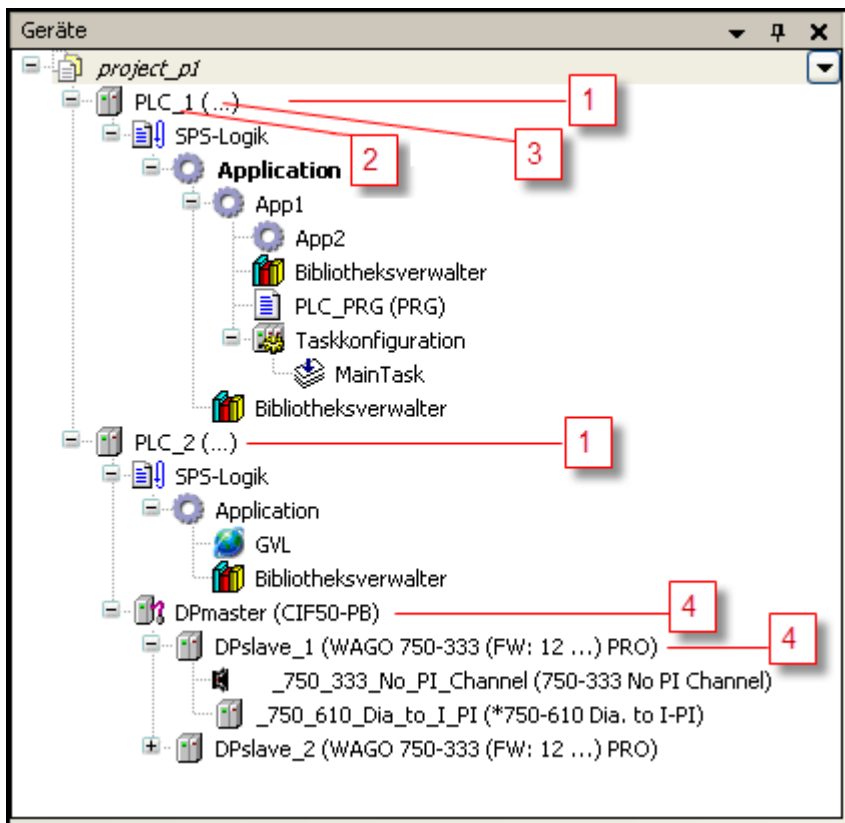 Geräte
project_p1
PLC_1 (...) 1
SPS-Logik 2 3
Application
App1
App2
Bibliotheksverwalter
PLC_PRG (PRG)
Taskkonfiguration
MainTask
Bibliotheksverwalter
PLC_2 (...) 1
SPS-Logik
Application
GVL
Bibliotheksverwalter
DPmaster (CIF50-PB) 4
DPslave_1 (WAGO 750-333 (FW: 12 ...) PRO) 4
_750_333_No_PI_Channel (750-333 No PI Channel)
_750_610_Dia_to_I_PI (*750-610 Dia. to I-PI)
DPslave_2 (WAGO 750-333 (FW: 12 ...) PRO)